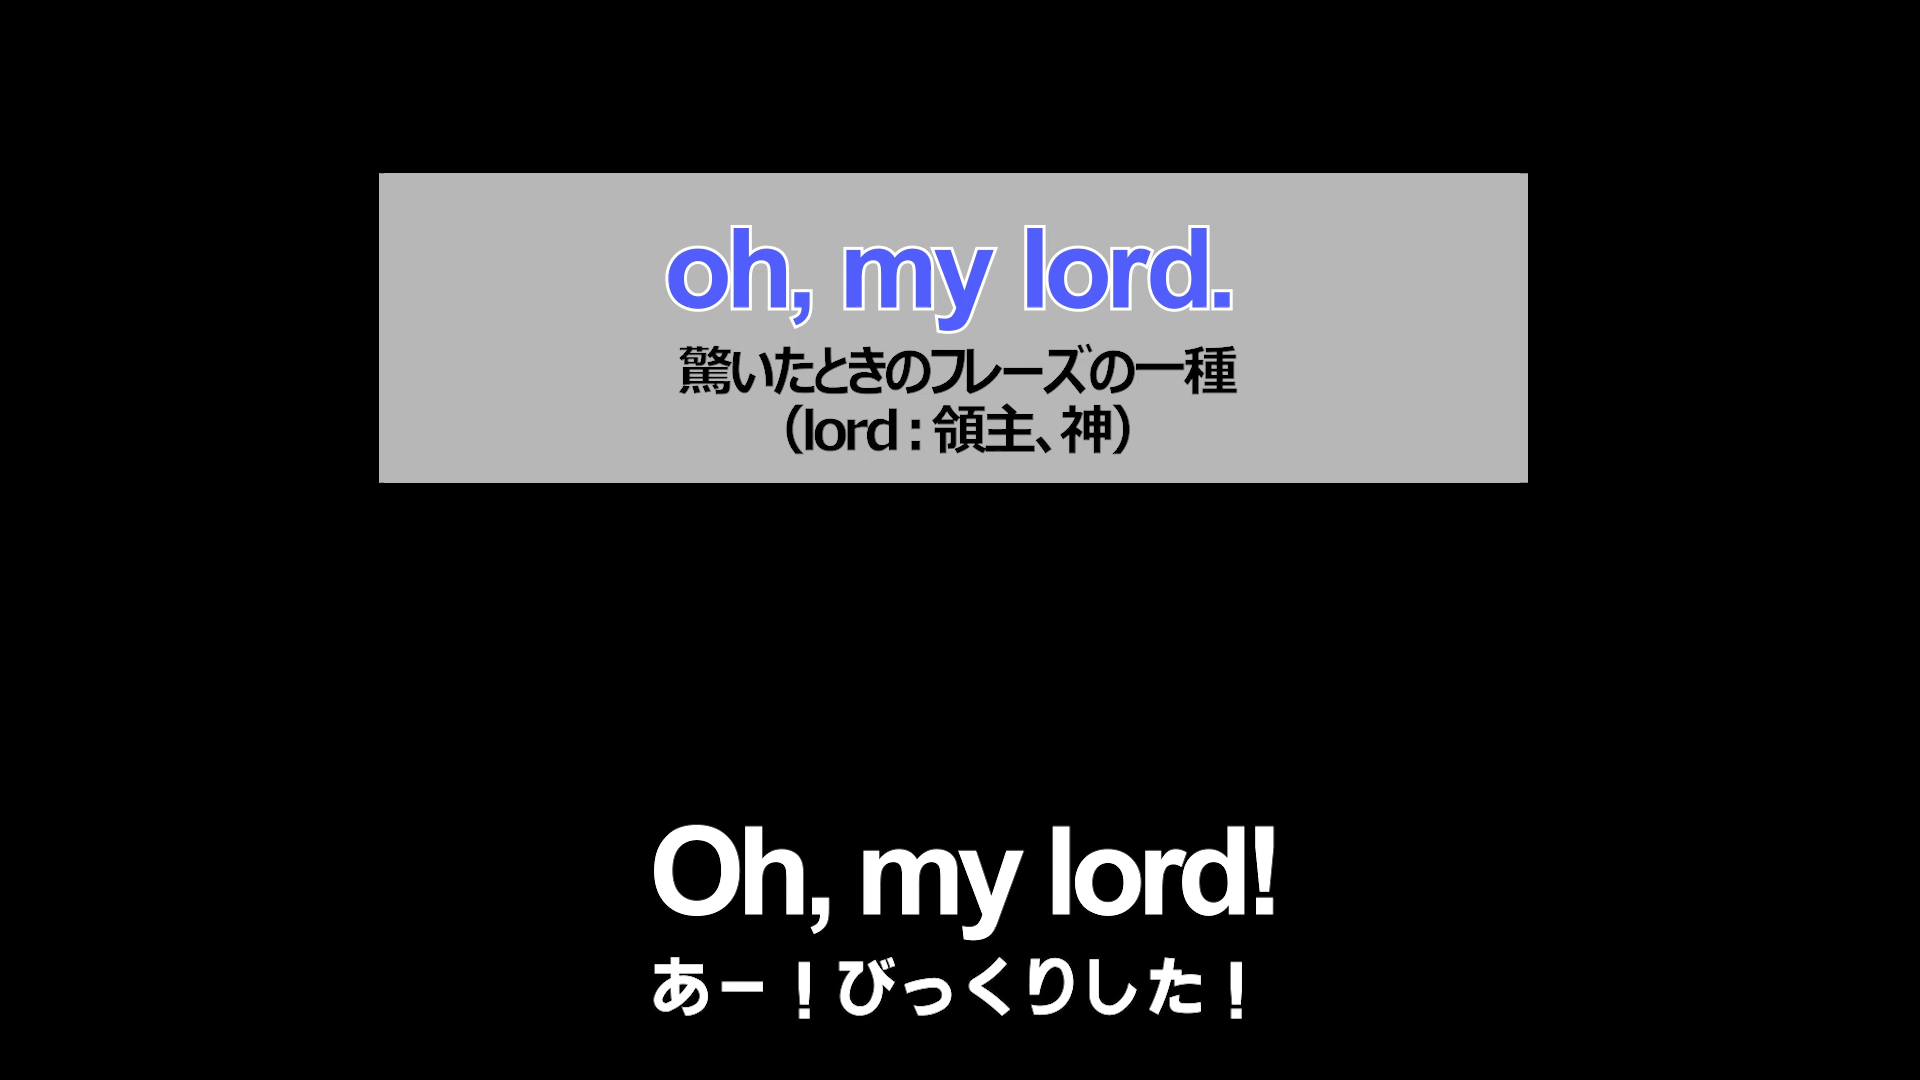 oh, my lord.
驚いたときのフレーズの一種
（lord：領主、神）
Oh, my lord!
あー！びっくりした！